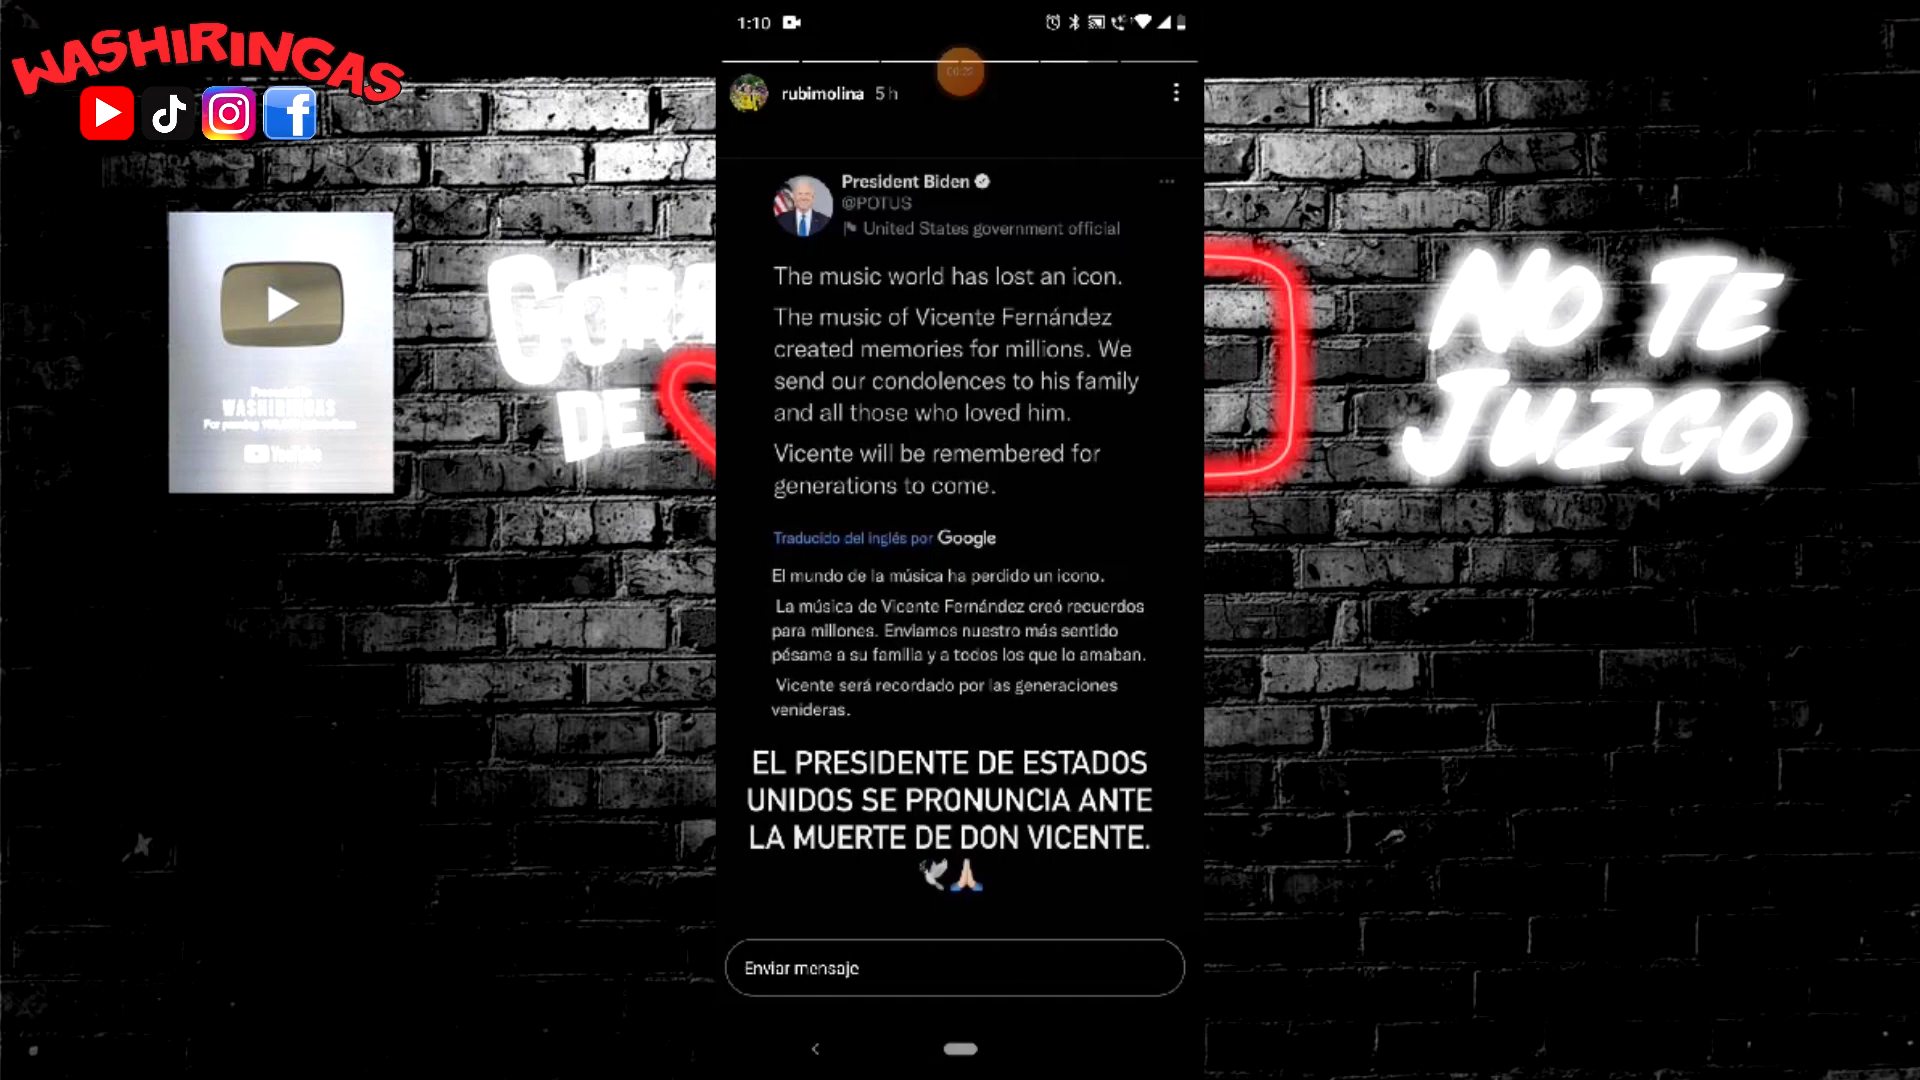 WASHIRINGAS
1:10
rubimolina 5 h
President Biden
@POTUS
United States government official
The music world has lost an icon.
The music of Vicente Fernández
created memories for millions. We
send our condolences to his family
and all those who loved him.
Vicente will be remembered for
generations to come.
Traducido del inglés por Google
El mundo de la música ha perdido un icono.
La música de Vicente Fernández creó recuerdos
para millones. Enviamos nuestro más sentido
pésame a su familia y a todos los que lo amaban.
Vicente será recordado por las generaciones
venideras.
EL PRESIDENTE DE ESTADOS
UNIDOS SE PRONUNCIA ANTE
LA MUERTE DE DON VICENTE.
Enviar mensaje
Presented to
WASHIRINGAS
YouTube
DE
NO TE
JUZGO